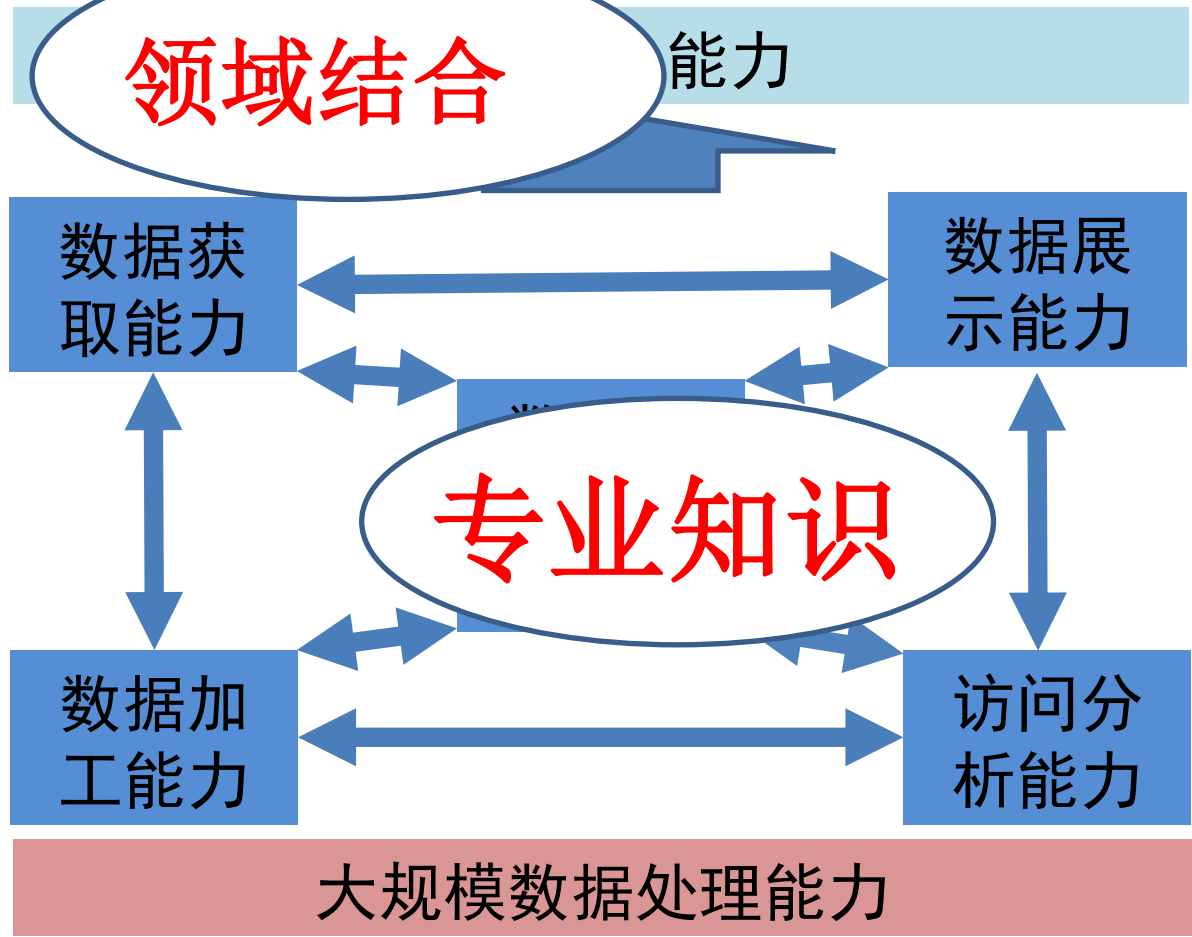 领域结合
能力
数据获
取能力
数据展
示能力
专业知识
数据加
工能力
访问分
析能力
大规模数据处理能力